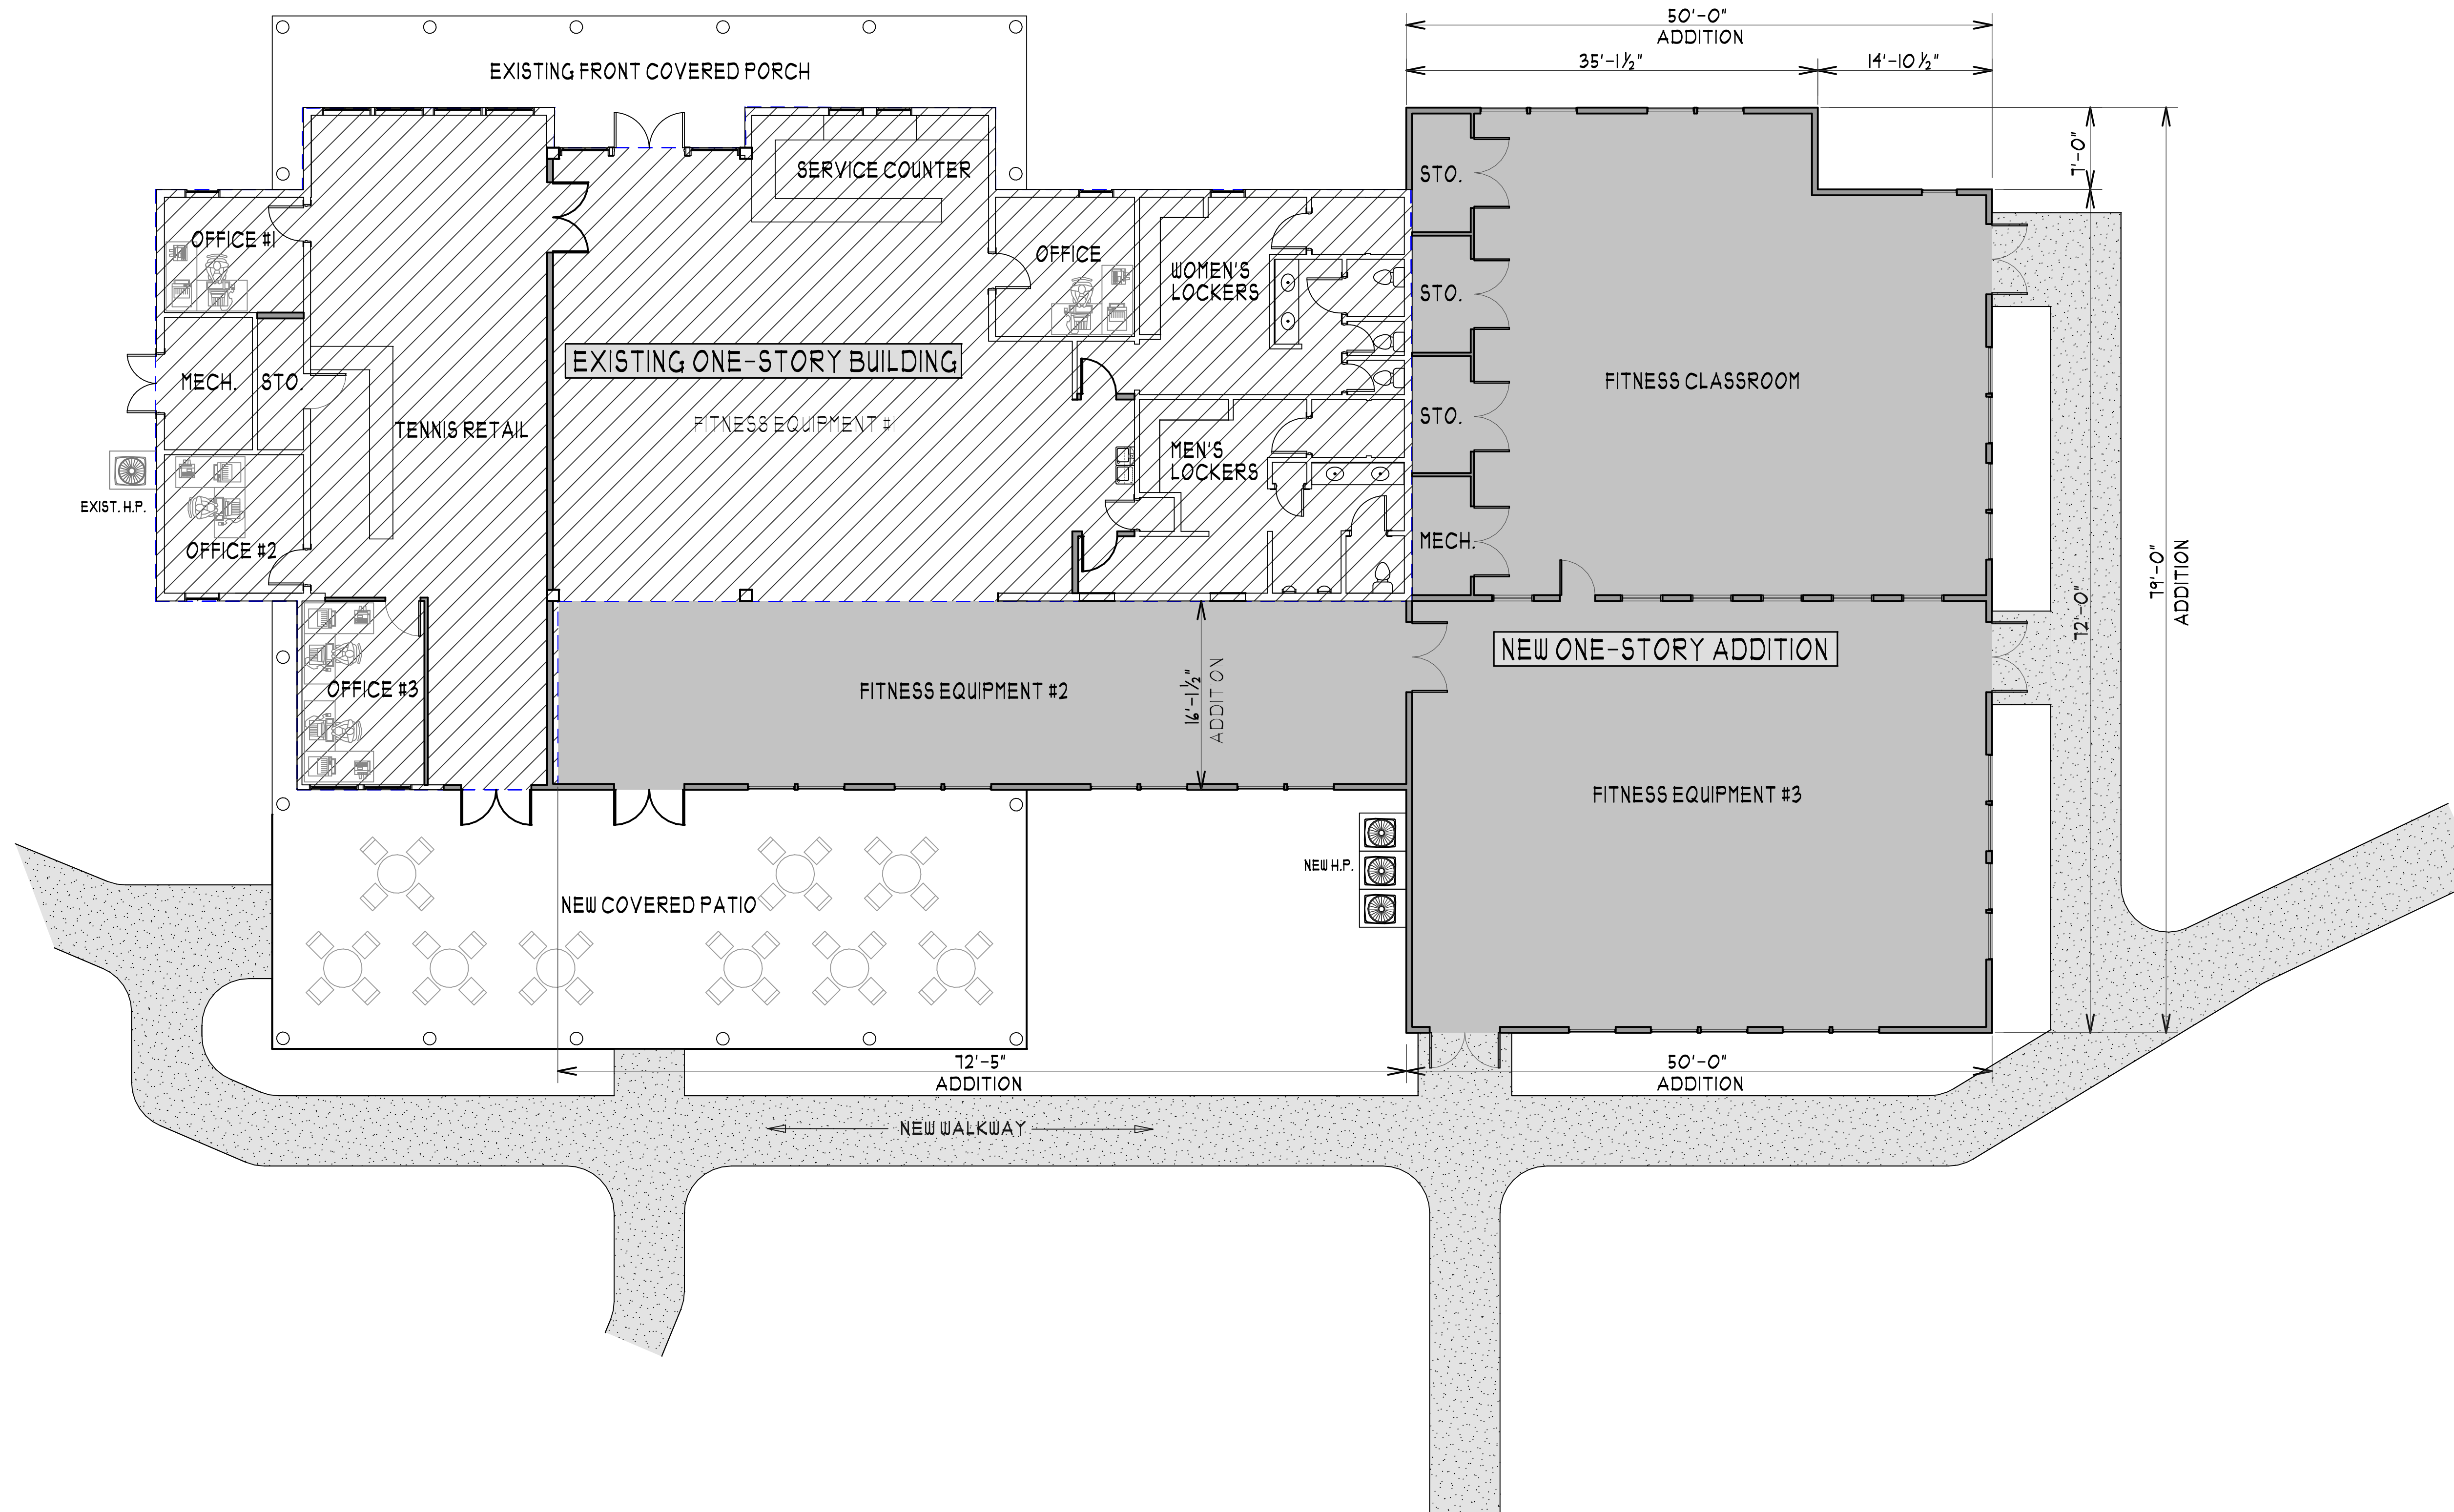 50'-0"
ADDITION
35'-1½"
14'-10½"
EXISTING FRONT COVERED PORCH
7'-0"
SERVICE COUNTER
STO.
OFFICE #1
OFFICE
WOMEN'S
LOCKERS
STO.
EXISTING ONE-STORY BUILDING
MECH.
STO.
FITNESS CLASSROOM
STO.
FITNESS EQUIPMENT #1
TENNIS RETAIL
MEN'S
LOCKERS
EXIST. H.P.
OFFICE #2
MECH.
79'-0"
ADDITION
72'-0"
NEW ONE-STORY ADDITION
OFFICE #3
FITNESS EQUIPMENT #2
16'-1½"
ADDITION
FITNESS EQUIPMENT #3
NEW H.P.
NEW COVERED PATIO
72'-5"
ADDITION
50'-0"
ADDITION
NEW WALKWAY